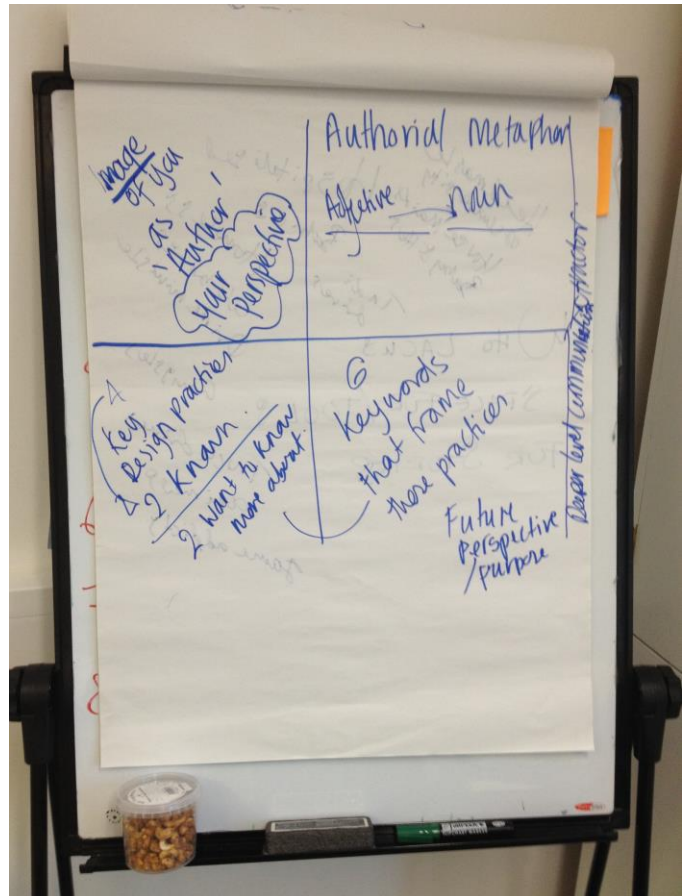 Image
of you
as
'Author'
Your
Perspective
Authorial Metaphor
Adjective noun
4
Key
Design practices
2 Known
2 Want to know
more about
6
Keywords
that frame
these practices
Future
perspective
/purpose
level communication